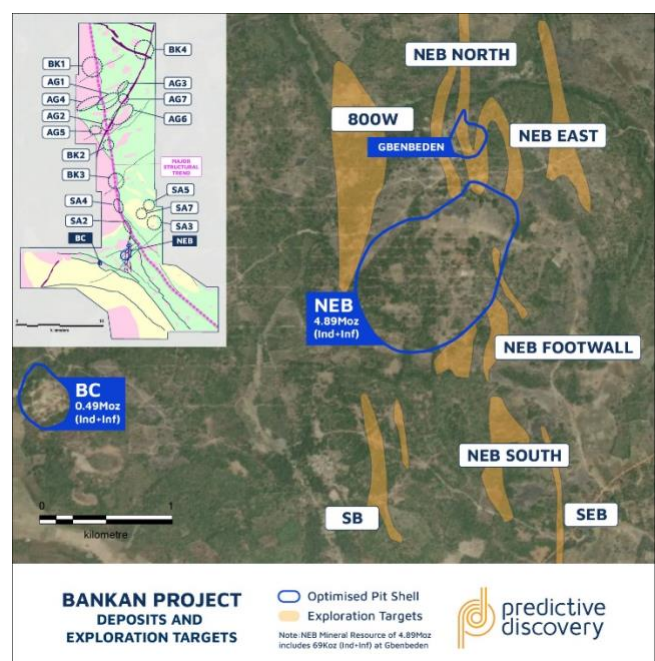 NEB NORTH
BK4
BK1
AG1
AG3
AG4
AG7
AG2
AG6
AG5
BK2
MAJOR
STRUCTURAL
TREND
BK3
SA5
SA4
SA7
SA2
SA3
BC
NEB
800W
GBENBEDEN
NEB EAST
NEB
4.89Moz
(Ind+Inf)
NEB FOOTWALL
BC
0.49Moz
(Ind+Inf)
NEB SOUTH
SB
SEB
0 1
kilometre
BANKAN PROJECT
DEPOSITS AND
EXPLORATION TARGETS
Optimised Pit Shell
Exploration Targets
Note: NEB Mineral Resource of 4.89Moz
includes 69Koz (Ind+Inf) at Gbenbeden
predictive
discovery